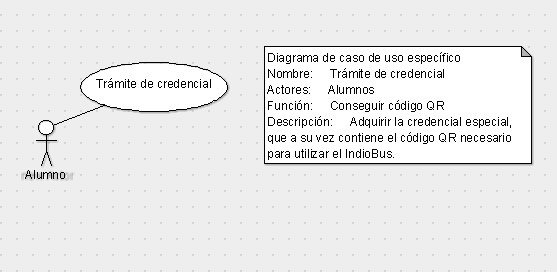 Trámite de credencial
Alumno
Diagrama de caso de uso específico
Nombre: Trámite de credencial
Actores: Alumnos
Función: Conseguir código QR
Descripción: Adquirir la credencial especial,
que a su vez contiene el código QR necesario
para utilizar el IndioBus.